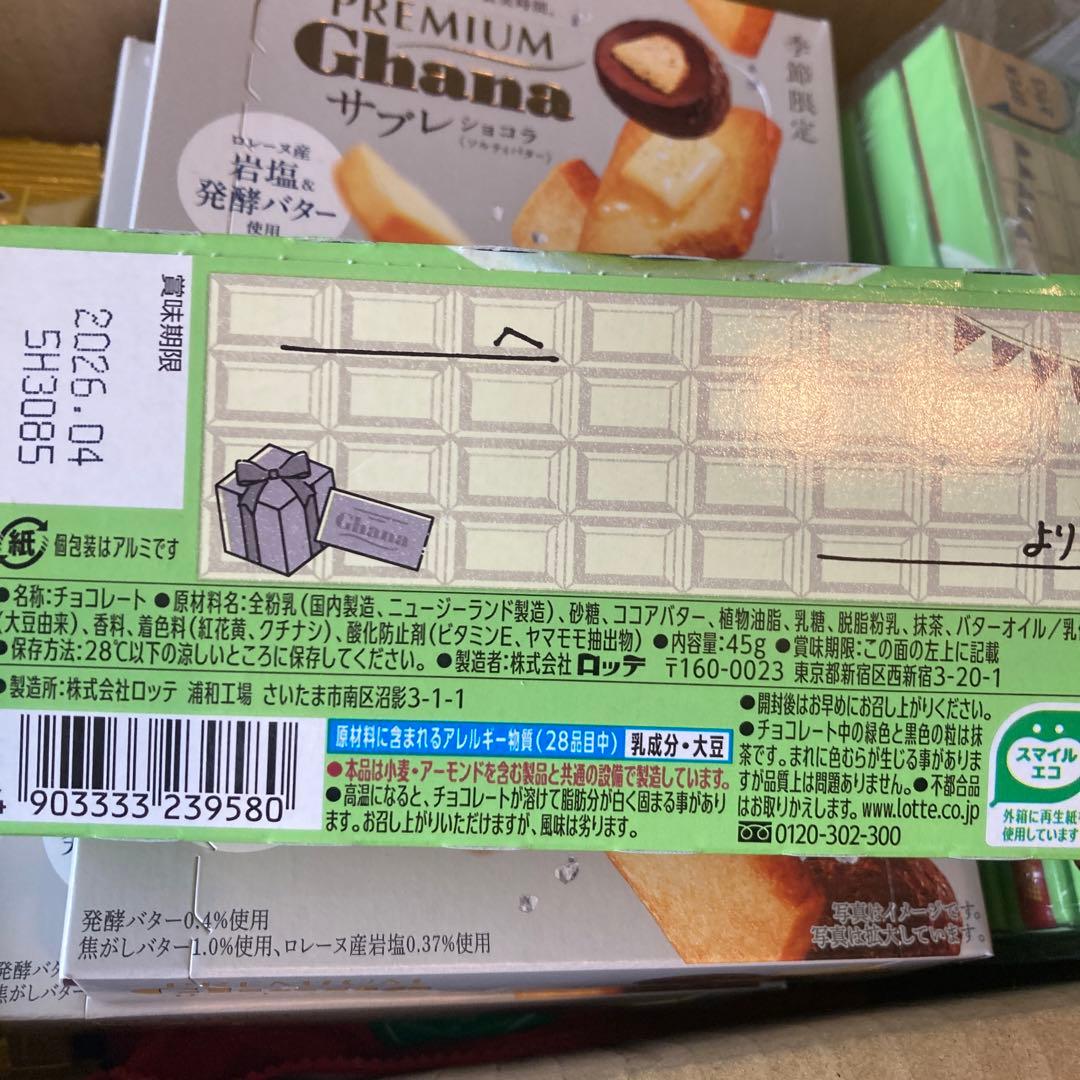 PREMIUM
Ghana
サブレ ショコラ
〈ソルティバター〉
季節限定
ロレーヌ産
岩塩&
発酵バター
使用
賞味期限
2026.04
5H3085
へ
Ghana
より
紙 個包装はアルミです
●名称:チョコレート ●原材料名:全粉乳(国内製造、ニュージーランド製造)、砂糖、ココアバター、植物油脂、乳糖、脱脂粉乳、抹茶、バターオイル/乳
(大豆由来)、香料、着色料(紅花黄、クチナシ)、酸化防止剤(ビタミンE、ヤマモモ抽出物) ●内容量:45g ●賞味期限:この面の左上に記載
●保存方法:28℃以下の涼しいところに保存してください。 ●製造者:株式会社 ロッテ 〒160-0023 東京都新宿区西新宿3-20-1
●製造所:株式会社ロッテ 浦和工場 さいたま市南区沼影3-1-1
4 903333 239580
原材料に含まれるアレルギー物質(28品目中) 乳成分・大豆
●本品は小麦・アーモンドを含む製品と共通の設備で製造しています。
●高温になると、チョコレートが溶けて脂肪分が白く固まる事があり
ます。お召し上がりいただけますが、風味は劣ります。
●開封後はお早めにお召し上がりください。
●チョコレート中の緑色と黒色の粒は抹
茶です。まれに色むらが生じる事がありま
すが品質上は問題ありません。●不都合品
はお取りかえします。www.lotte.co.jp
0120-302-300
スマイル
エコ
外箱に再生紙を
使用しています
発酵バター0.4%使用
焦がしバター1.0%使用、ロレーヌ産岩塩0.37%使用
写真はイメージです。
写真は拡大しています。
発酵バタ
焦がしバター